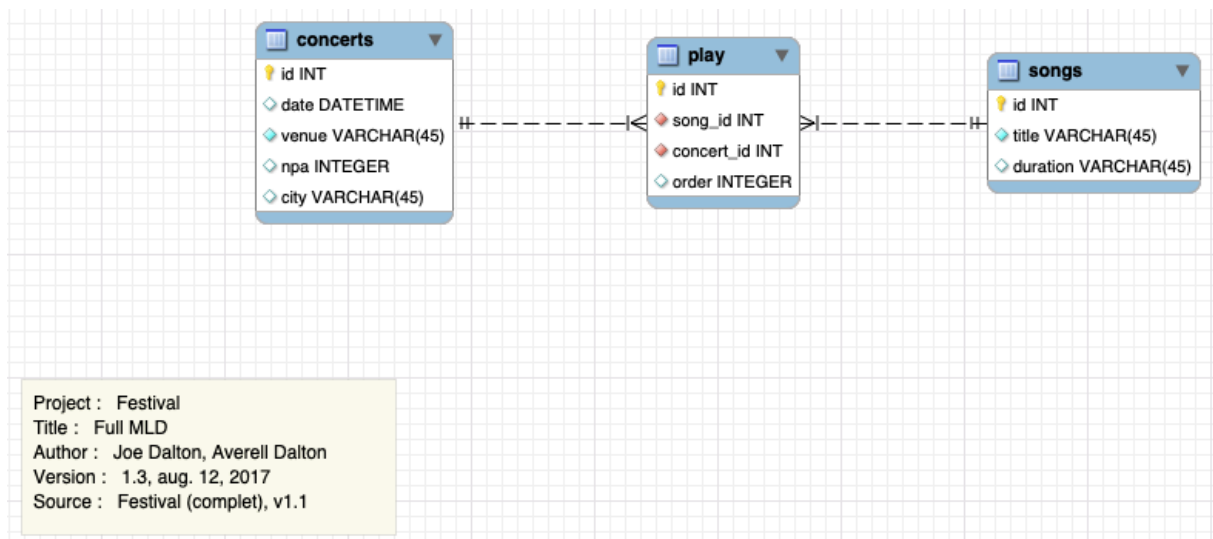 concerts
id INT
date DATETIME
venue VARCHAR(45)
npa INTEGER
city VARCHAR(45)
play
id INT
song_id INT
concert_id INT
order INTEGER
songs
id INT
title VARCHAR(45)
duration VARCHAR(45)
Project : Festival
Title : Full MLD
Author : Joe Dalton, Averell Dalton
Version : 1.3, aug. 12, 2017
Source : Festival (complet), v1.1